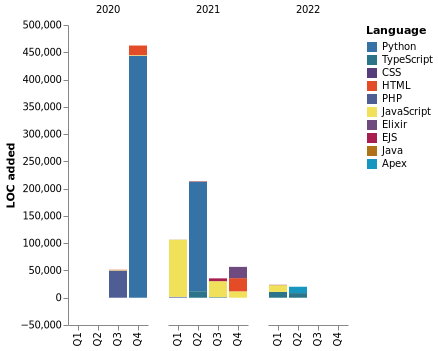 2020 2021 2022
Language
Python
TypeScript
CSS
HTML
PHP
JavaScript
Elixir
EJS
Java
Apex
LOC added
500,000
450,000
400,000
350,000
300,000
250,000
200,000
150,000
100,000
50,000
0
−50,000
Q1 Q2 Q3 Q4 Q1 Q2 Q3 Q4 Q1 Q2 Q3 Q4